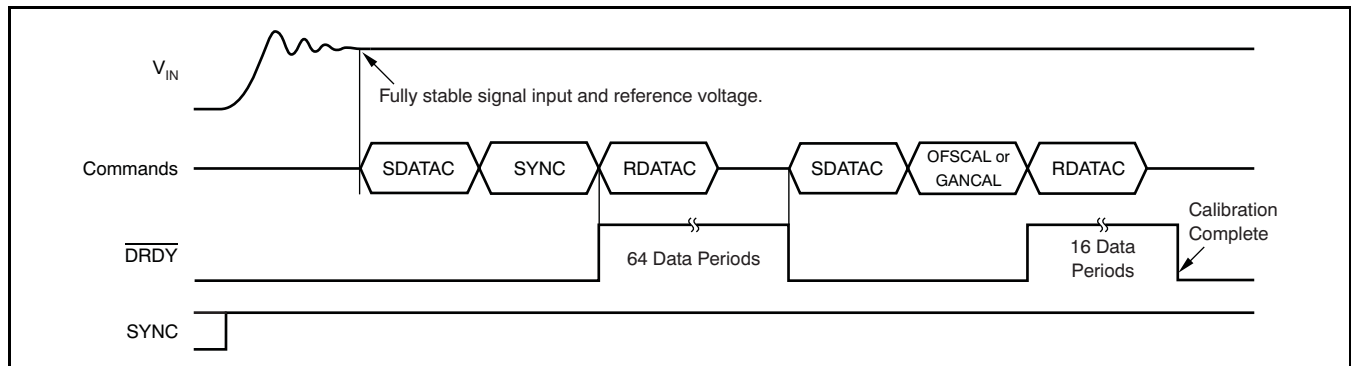 V_IN
Fully stable signal input and reference voltage.
Commands
SDATAC
SYNC
RDATAC
SDATAC
OFSCAL or
GANCAL
RDATAC
Calibration
Complete
DRDY
64 Data Periods
16 Data
Periods
SYNC